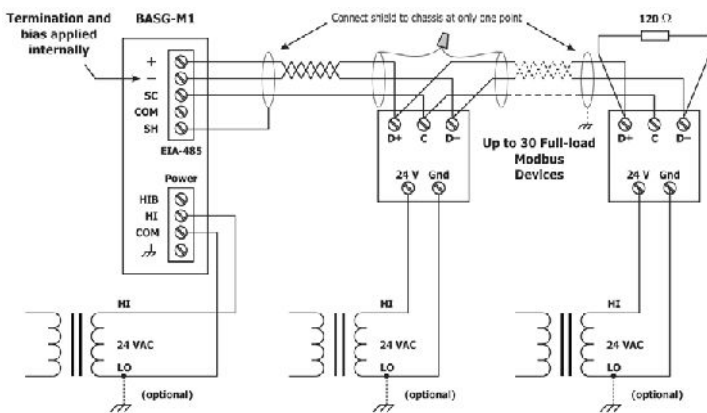 Termination and
bias applied
internally
BASG-M1
Connect shield to chassis at only one point
120 Ω
+
−
SC
COM
SH
EIA-485
D+ C D−
Up to 30 Full-load
Modbus
Devices
D+ C D−
Power
24 V Gnd
24 V Gnd
HIB
HI
COM
HI
24 VAC
LO
(optional)
HI
24 VAC
LO
(optional)
HI
24 VAC
LO
(optional)